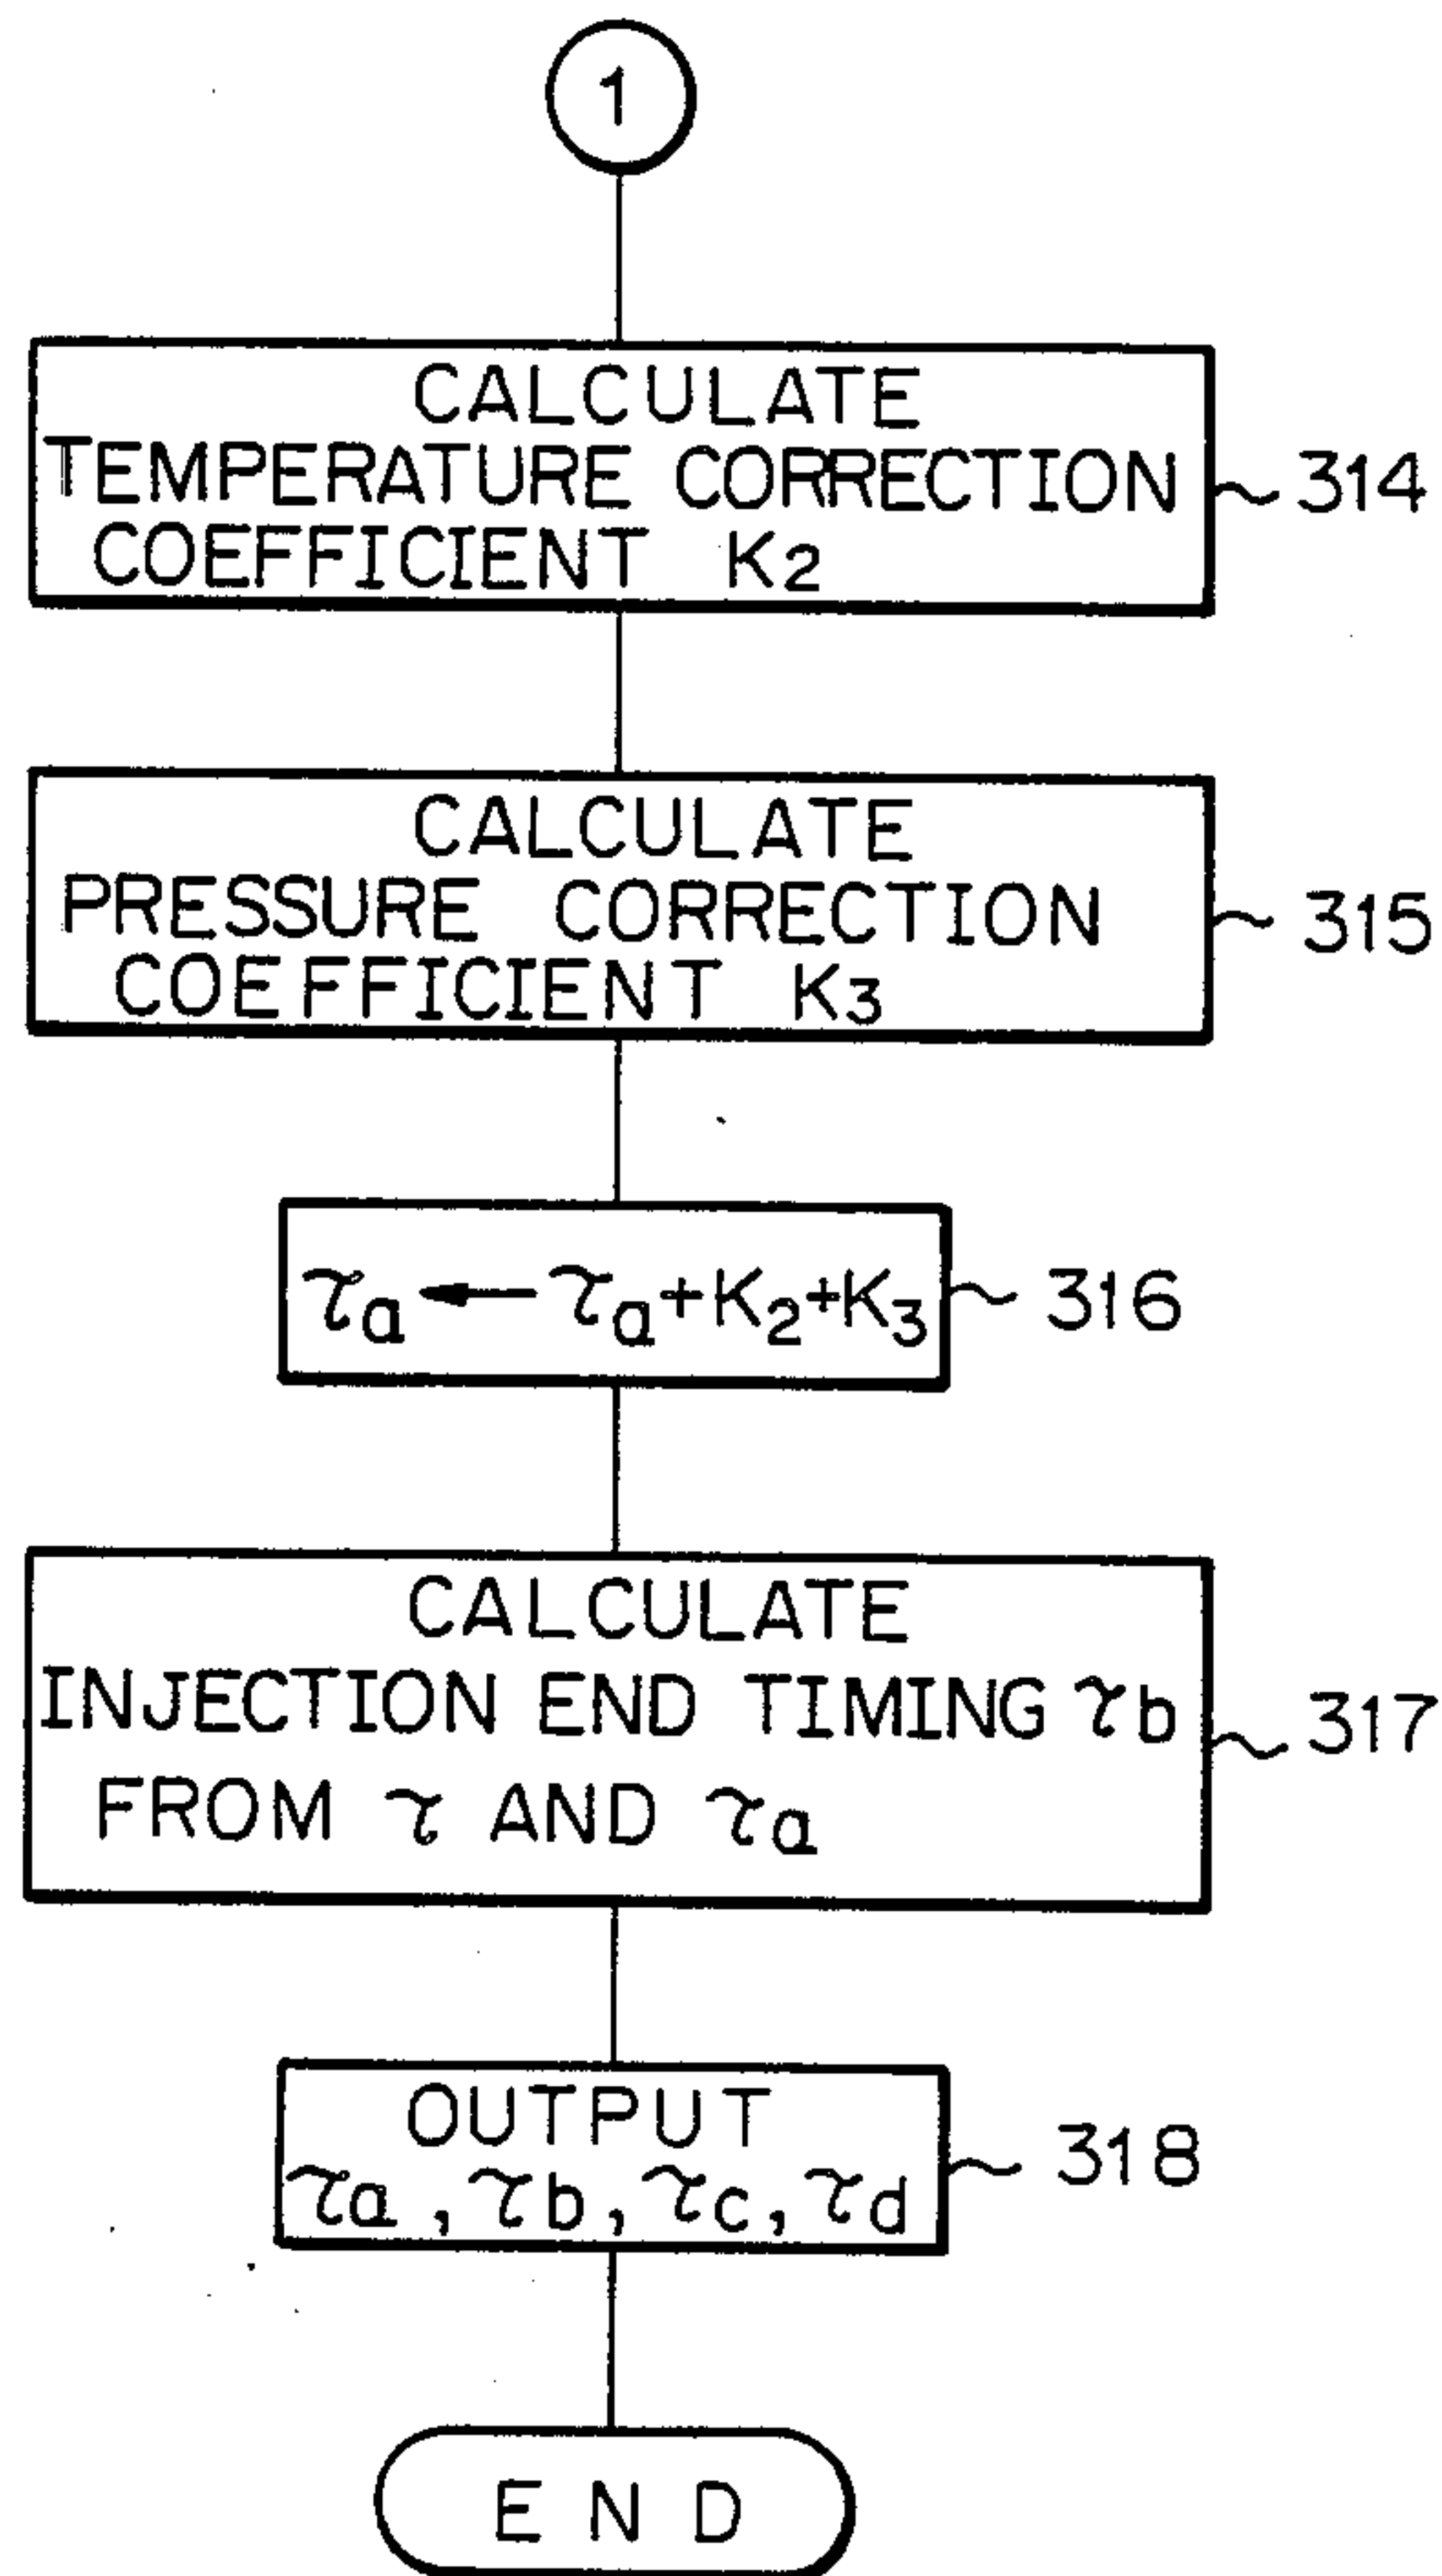 1
CALCULATE
TEMPERATURE CORRECTION
COEFFICIENT K2
314
CALCULATE
PRESSURE CORRECTION
COEFFICIENT K3
315
τa ← τa+K2+K3
316
CALCULATE
INJECTION END TIMING τb
FROM τ AND τa
317
OUTPUT
τa, τb, τc, τd
318
END